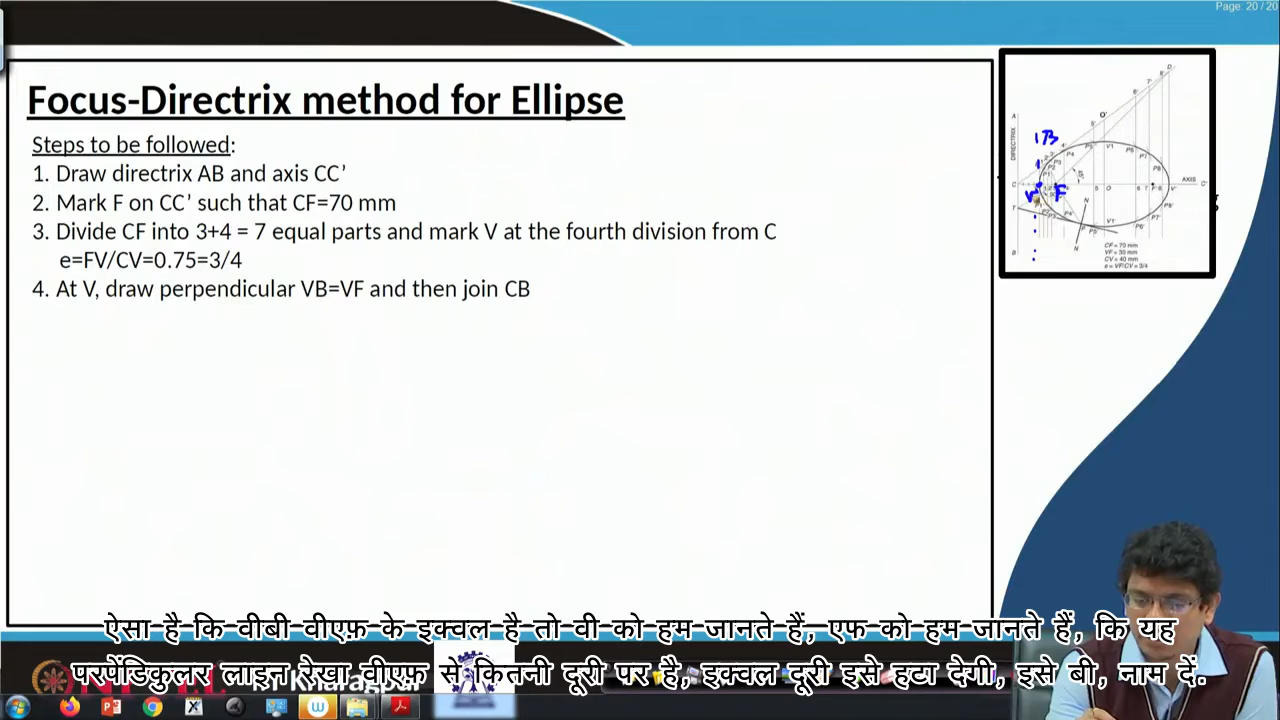 Page: 20 / 20
Focus-Directrix method for Ellipse
Steps to be followed:
1. Draw directrix AB and axis CC’
2. Mark F on CC’ such that CF=70 mm
3. Divide CF into 3+4 = 7 equal parts and mark V at the fourth division from C
e=FV/CV=0.75=3/4
4. At V, draw perpendicular VB=VF and then join CB
DIRECTRIX
AXIS
B
F
CF = 70 mm
VF = 30 mm
CV = 40 mm
e = VF/CV = 3/4
ऐसा है कि वीबी वीएफ़ के इक्वल है तो वी को हम जानते हैं, एफ को हम जानते हैं, कि यह
परपेंडिकुलर लाइन रेखा वीएफ़ से कितनी दूरी पर है, इक्वल दूरी इसे हटा देगी, इसे बी, नाम दें.